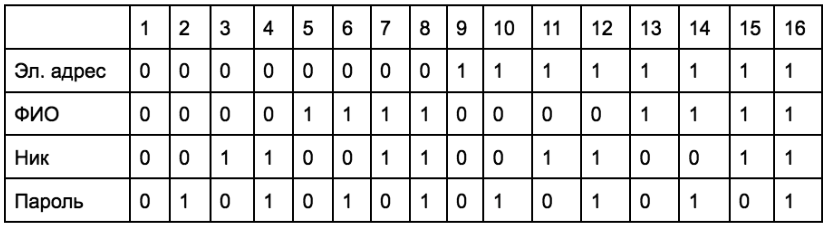 1 2 3 4 5 6 7 8 9 10 11 12 13 14 15 16
Эл. адрес 0 0 0 0 0 0 0 0 1 1 1 1 1 1 1 1
ФИО 0 0 0 0 1 1 1 1 0 0 0 0 1 1 1 1
Ник 0 0 1 1 0 0 1 1 0 0 1 1 0 0 1 1
Пароль 0 1 0 1 0 1 0 1 0 1 0 1 0 1 0 1